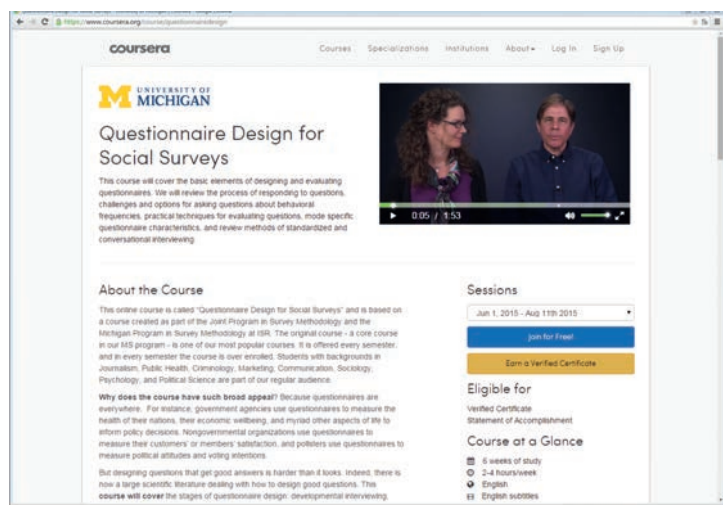 https://www.coursera.org/course/questionnairedesign
coursera
Courses Specializations Institutions About Log In Sign Up
M UNIVERSITY OF
MICHIGAN
Questionnaire Design for
Social Surveys
This course will cover the basic elements of designing and evaluating
questionnaires. We will review the process of responding to questions,
challenges and options for asking questions about behavioral
frequencies, practical techniques for evaluating questions, mode specific
questionnaire characteristics, and review methods of standardized and
conversational interviewing.
0:05 / 1:53
About the Course
This online course is called "Questionnaire Design for Social Surveys" and is based on
a course created as part of the Joint Program in Survey Methodology and the
Michigan Program in Survey Methodology at ISR. The original course - a core course
in our MS program - is one of our most popular courses. It is offered every semester,
and in every semester the course is over enrolled. Students with backgrounds in
Journalism, Public Health, Criminology, Marketing, Communication, Sociology,
Psychology, and Political Science are part of our regular audience.
Why does the course have such broad appeal? Because questionnaires are
everywhere. For instance, government agencies use questionnaires to measure the
health of their nations, their economic wellbeing, and myriad other aspects of life to
inform policy decisions. Nongovernmental organizations use questionnaires to
measure their customers' or members' satisfaction, and pollsters use questionnaires to
measure political attitudes and voting intentions.
But designing questions that get good answers is harder than it looks. Indeed, there is
now a large scientific literature dealing with how to design good questions. This
course will cover the stages of questionnaire design: developmental interviewing,
Sessions
Jun 1, 2015 - Aug 11th 2015
Join for Free!
Earn a Verified Certificate
Eligible for
Verified Certificate
Statement of Accomplishment
Course at a Glance
6 weeks of study
2-4 hours/week
English
English subtitles